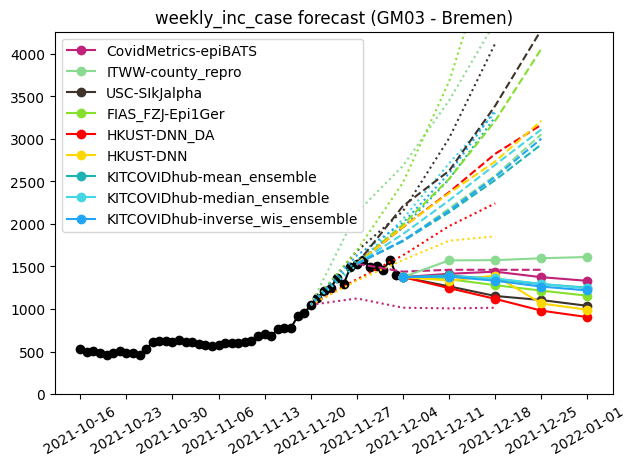 weekly_inc_case forecast (GM03 - Bremen)
4000
3500
3000
2500
2000
1500
1000
500
0
CovidMetrics-epiBATS
ITWW-county_repro
USC-SIkJalpha
FIAS_FZJ-Epi1Ger
HKUST-DNN_DA
HKUST-DNN
KITCOVIDhub-mean_ensemble
KITCOVIDhub-median_ensemble
KITCOVIDhub-inverse_wis_ensemble
2021-10-16
2021-10-23
2021-10-30
2021-11-06
2021-11-13
2021-11-20
2021-11-27
2021-12-04
2021-12-11
2021-12-18
2021-12-25
2022-01-01